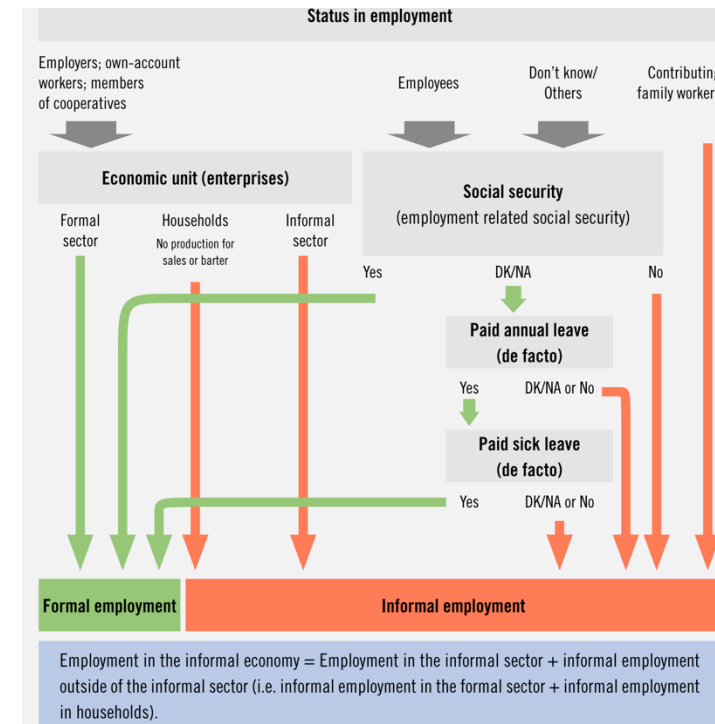 Status in employment
Employers; own-account
workers; members
of cooperatives
Employees
Don't know/
Others
Contributing
family worker
Economic unit (enterprises)
Social security
(employment related social security)
Formal
sector
Households
No production for
sales or barter
Informal
sector
Yes
DK/NA
No
Paid annual leave
(de facto)
Yes
DK/NA or No
Paid sick leave
(de facto)
Yes
DK/NA or No
Formal employment
Informal employment
Employment in the informal economy = Employment in the informal sector + informal employment
outside of the informal sector (i.e. informal employment in the formal sector + informal employment
in households).